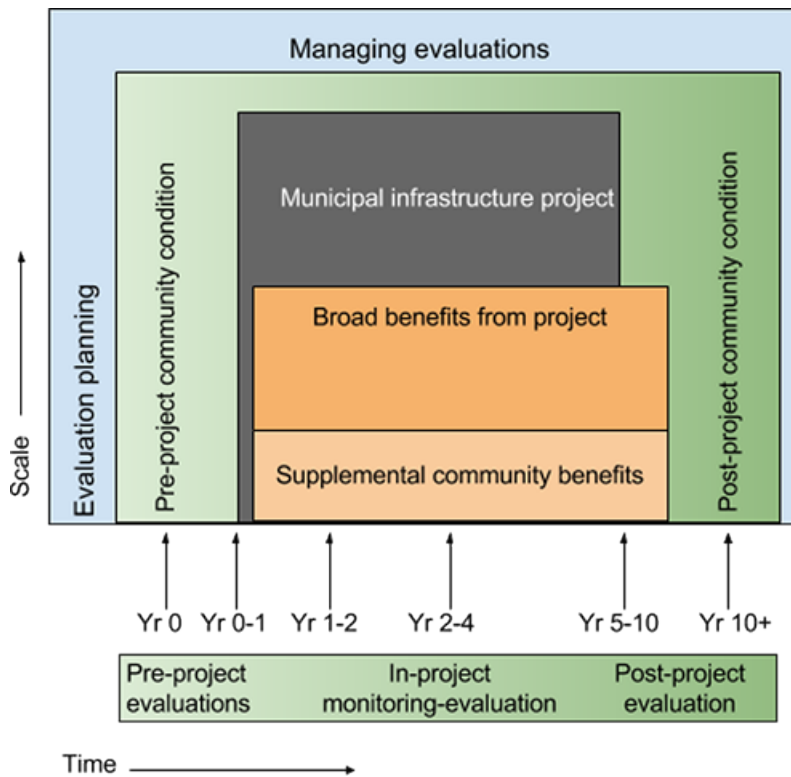 Managing evaluations
Evaluation planning
Pre-project community condition
Municipal infrastructure project
Broad benefits from project
Supplemental community benefits
Post-project community condition
Scale
Yr 0
Yr 0-1
Yr 1-2
Yr 2-4
Yr 5-10
Yr 10+
Pre-project
evaluations
In-project
monitoring-evaluation
Post-project
evaluation
Time